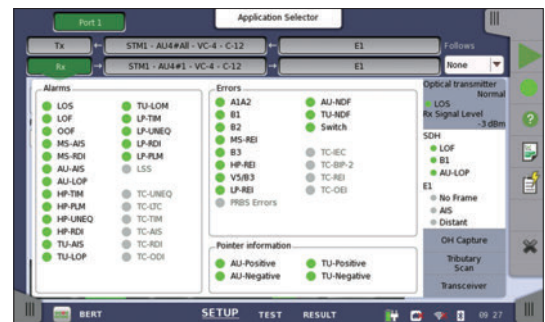 Port 1
Application Selector
Tx
STM1 - AU4#All - VC-4 - C-12
E1
Follows
Rx
STM1 - AU4#1 - VC-4 - C-12
E1
None
Alarms
LOS
LOF
OOF
MS-AIS
MS-RDI
AU-AIS
AU-LOP
HP-TIM
HP-PLM
HP-UNEQ
HP-RDI
TU-AIS
TU-LOP
TU-LOM
LP-TIM
LP-UNEQ
LP-RDI
LP-PLM
LSS
TC-UNEQ
TC-LTC
TC-TIM
TC-AIS
TC-RDI
TC-ODI
Errors
A1A2
B1
B2
MS-REI
B3
HP-REI
V5/B3
LP-REI
PRBS Errors
AU-NDF
TU-NDF
Switch
TC-IEC
TC-BIP-2
TC-REI
TC-OEI
Pointer information
AU-Positive
AU-Negative
TU-Positive
TU-Negative
Optical transmitter
Normal
LOS
Rx Signal Level
-3 dBm
SDH
LOF
B1
AU-LOP
E1
No Frame
AIS
Distant
OH Capture
Tributary
Scan
Transceiver
BERT
SETUP
TEST
RESULT
09 27